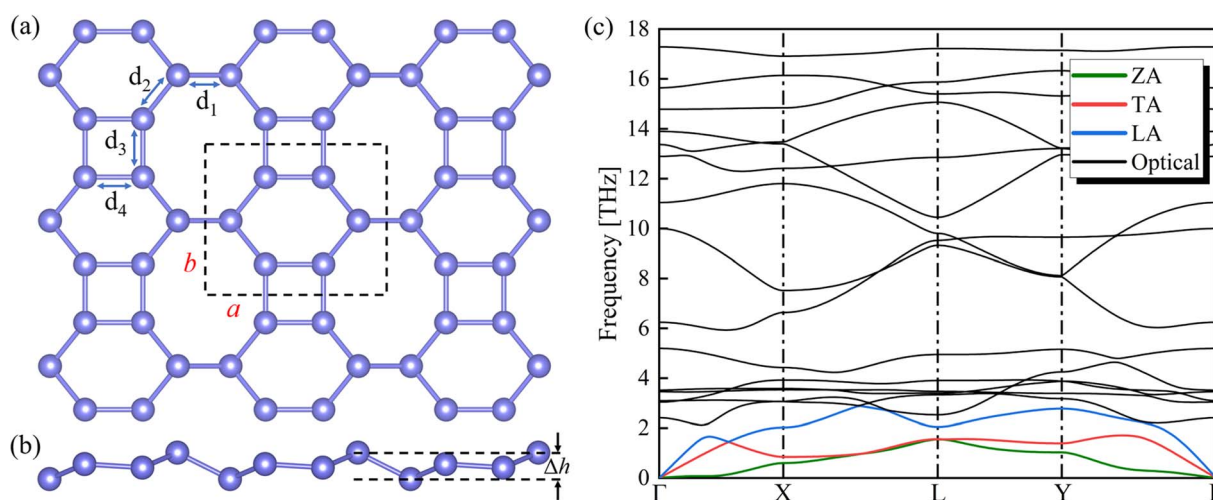 (a)
d2
d1
d3
d4
b
a
(b)
Δh
(c)
Frequency [THz]
18
16
14
12
10
8
6
4
2
0
ZA
TA
LA
Optical
Γ X L Y Γ